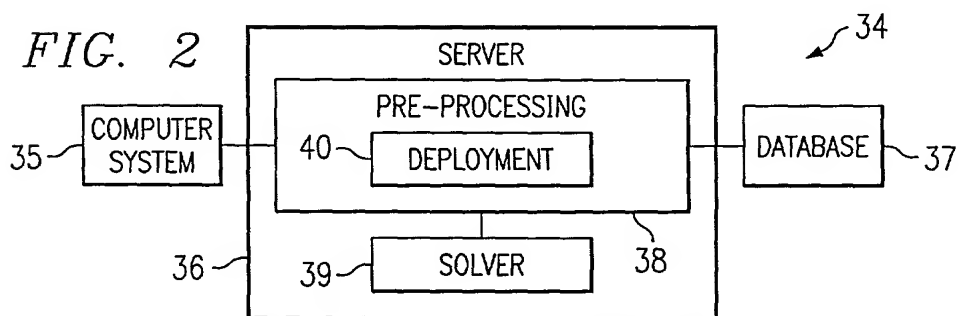 FIG. 2
SERVER
34
PRE-PROCESSING
COMPUTER
SYSTEM
35
40
DEPLOYMENT
DATABASE
37
36
39
SOLVER
38